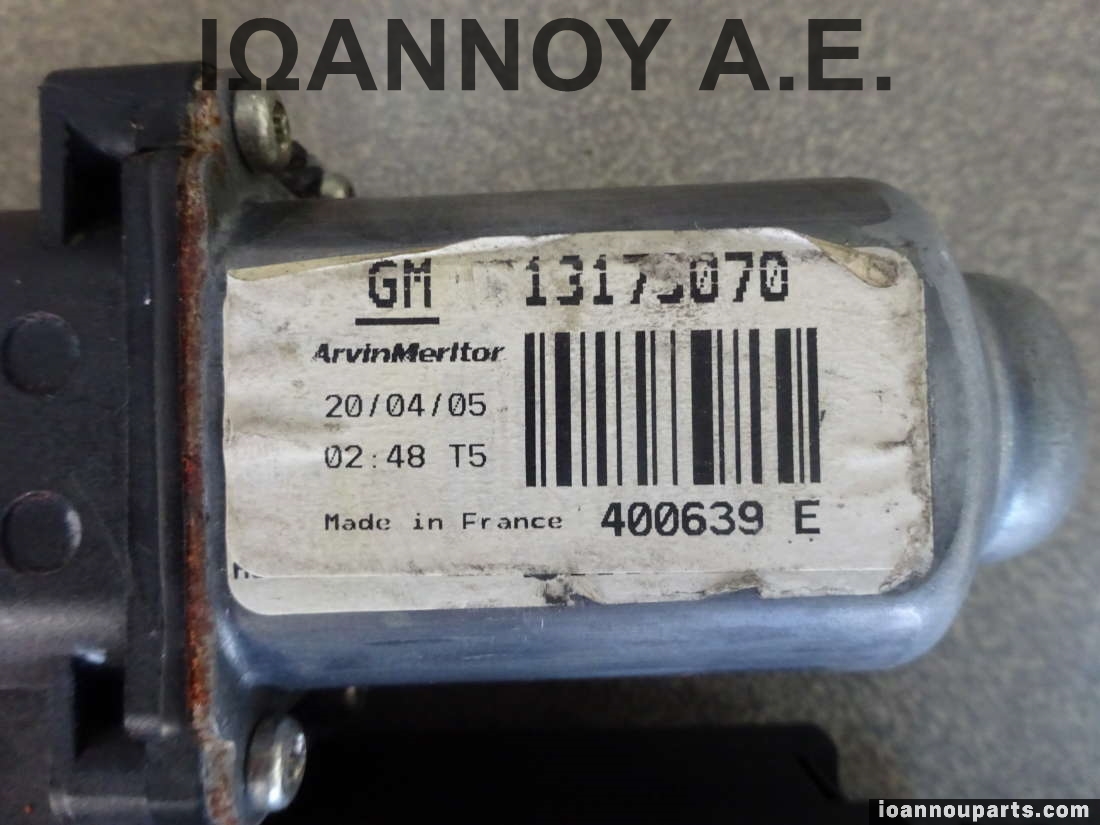 ΙΩΑΝΝΟΥ Α.Ε.
GM
ArvinMeritor
20/04/05
02:48 T5
Made in France 400639 E
ioannouparts.com